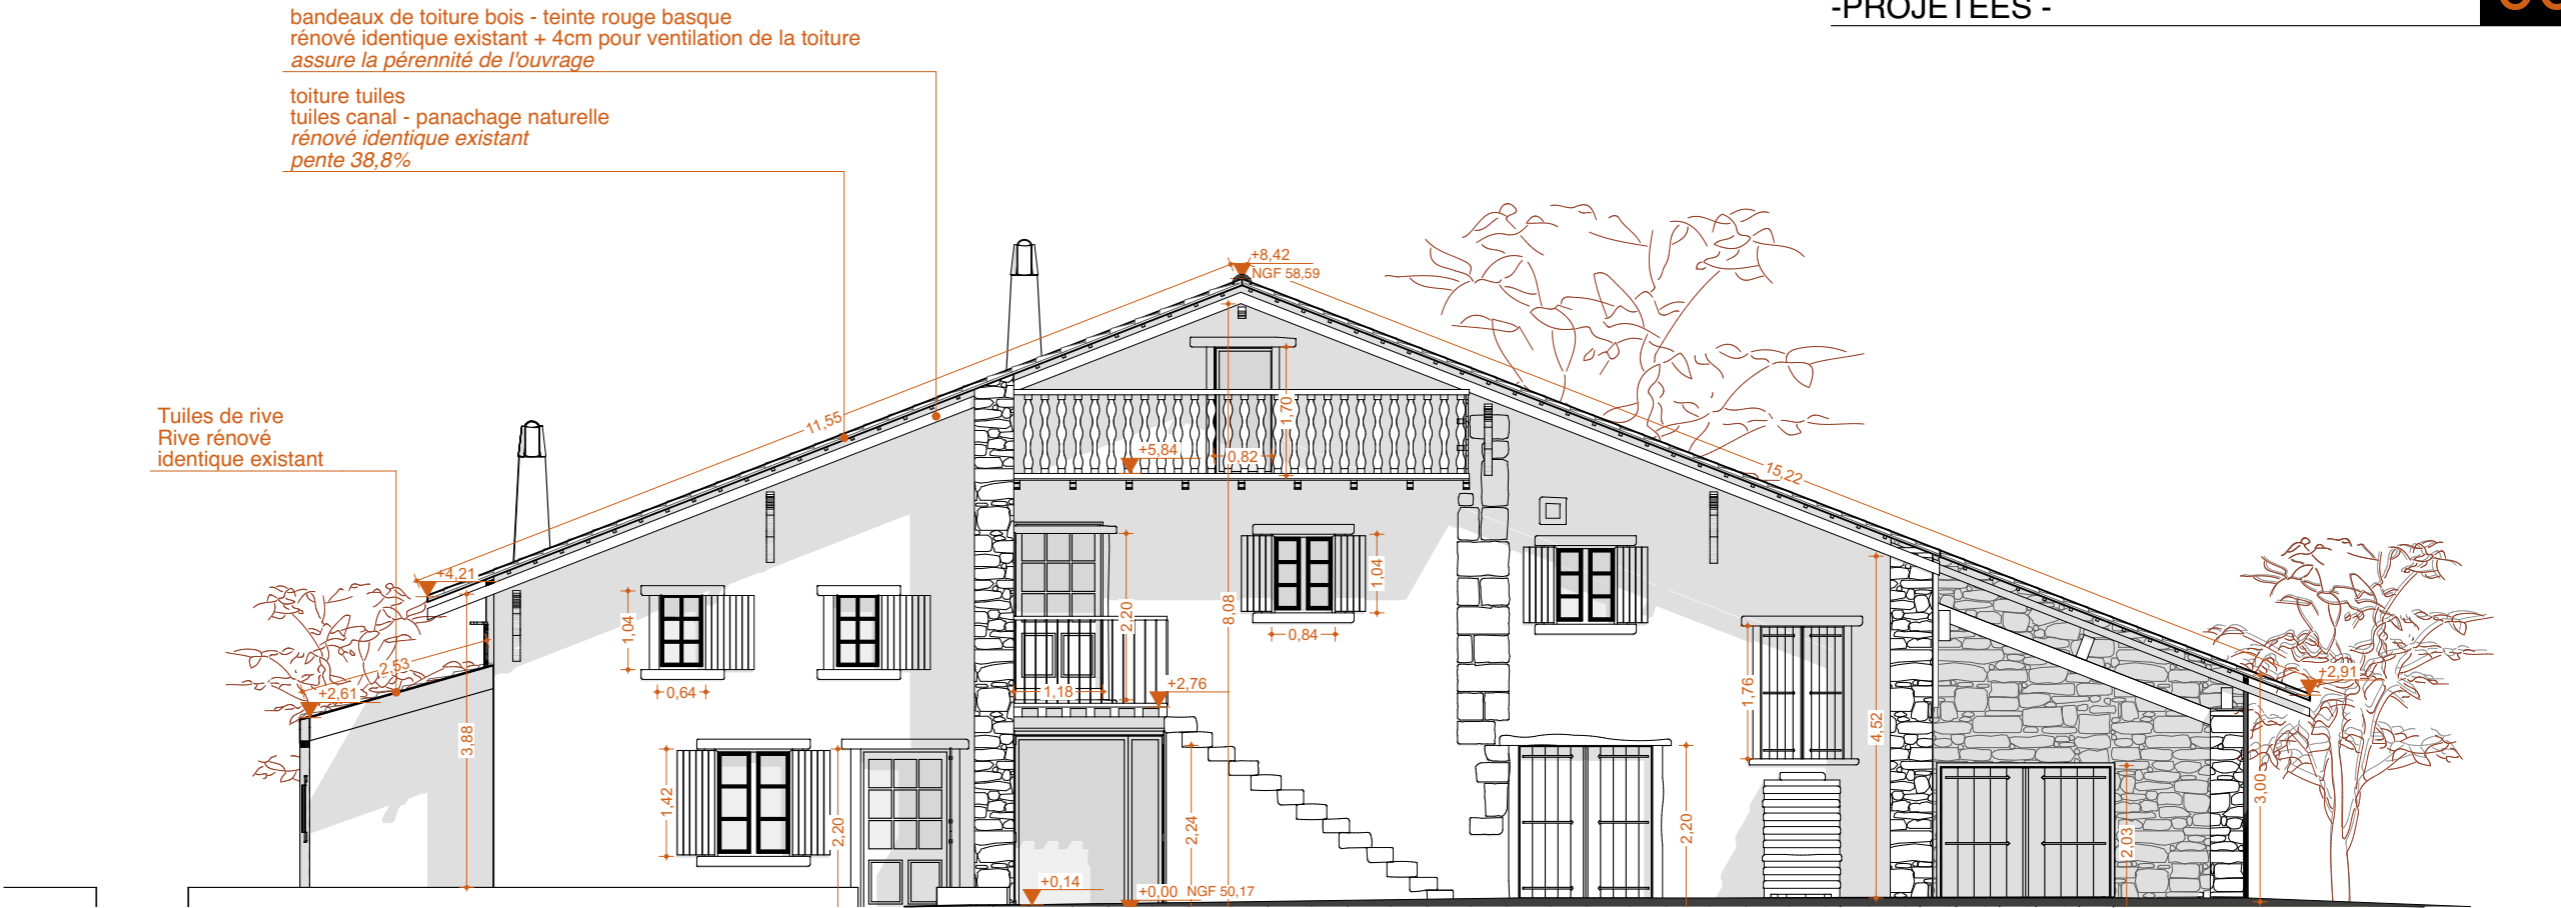 -PROJETÉES -
bandeaux de toiture bois - teinte rouge basque
rénové identique existant + 4cm pour ventilation de la toiture
assure la pérennité de l'ouvrage
toiture tuiles
tuiles canal - panachage naturelle
rénové identique existant
pente 38,8%
+8,42
NGF 58,59
Tuiles de rive
Rive rénové
identique existant
11,55
1,70
+5,84
0,82
15,22
+4,21
1,04
2,20
8,08
1,04
0,84
2,53
+2,61
0,64
1,18
+2,76
1,76
+2,91
3,88
4,52
1,42
2,20
2,24
2,20
2,03
3,00
+0,14
+0,00 NGF 50,17